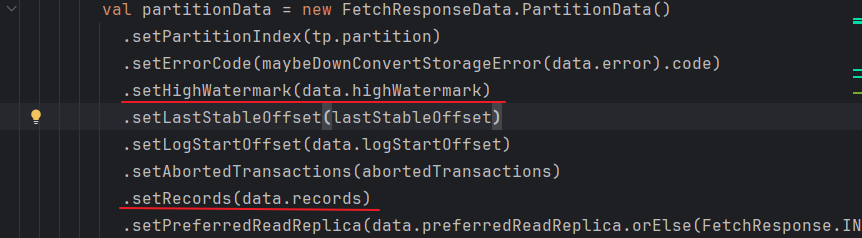 val partitionData = new FetchResponseData.PartitionData()
.setPartitionIndex(tp.partition)
.setErrorCode(maybeDownConvertStorageError(data.error).code)
.setHighWatermark(data.highWatermark)
.setLastStableOffset(lastStableOffset)
.setLogStartOffset(data.logStartOffset)
.setAbortedTransactions(abortedTransactions)
.setRecords(data.records)
.setPreferredReadReplica(data.preferredReadReplica.orElse(FetchResponse.IN